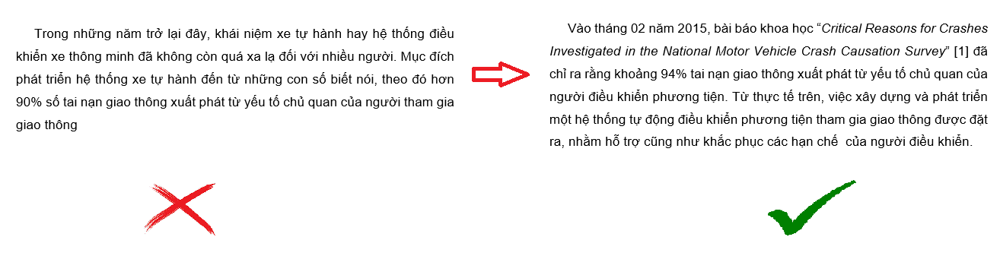 Trong những năm trở lại đây, khái niệm xe tự hành hay hệ thống điều
khiển xe thông minh đã không còn quá xa lạ đối với nhiều người. Mục đích
phát triển hệ thống xe tự hành đến từ những con số biết nói, theo đó hơn
90% số tai nạn giao thông xuất phát từ yếu tố chủ quan của người tham gia
giao thông
Vào tháng 02 năm 2015, bài báo khoa học “Critical Reasons for Crashes
Investigated in the National Motor Vehicle Crash Causation Survey” [1] đã
chỉ ra rằng khoảng 94% tai nạn giao thông xuất phát từ yếu tố chủ quan của
người điều khiển phương tiện. Từ thực tế trên, việc xây dựng và phát triển
một hệ thống tự động điều khiển phương tiện tham gia giao thông được đặt
ra, nhằm hỗ trợ cũng như khắc phục các hạn chế  của người điều khiển.